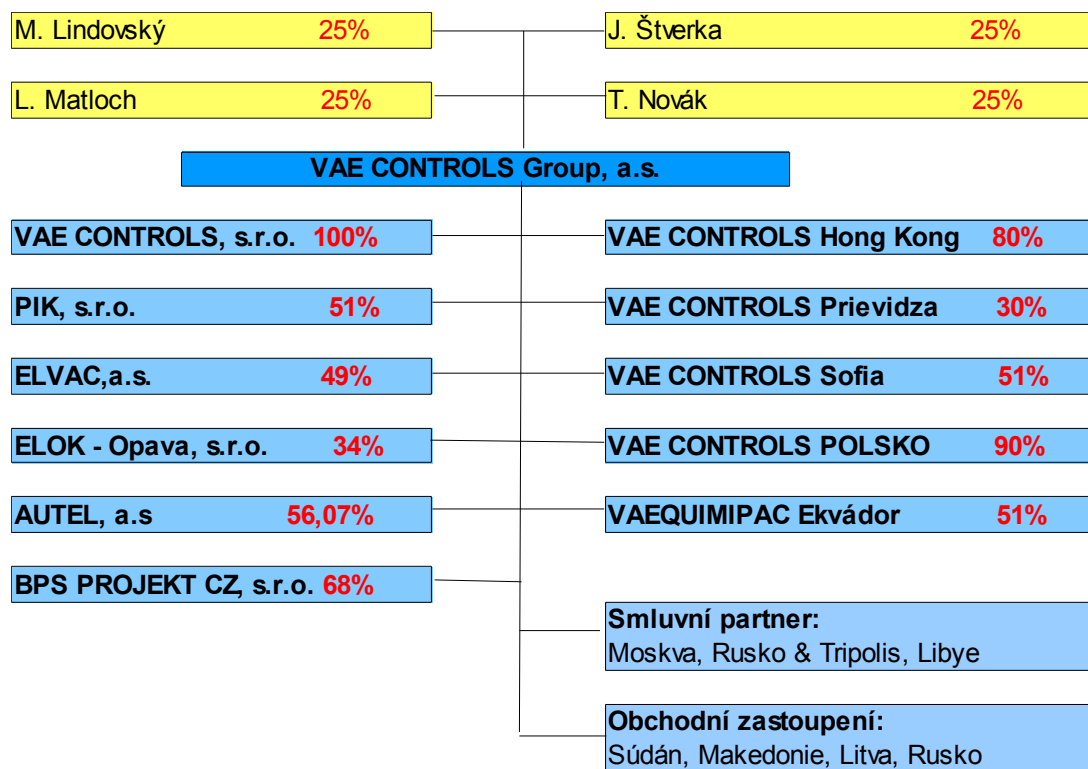 M. Lindovský 25%
J. Štverka 25%
L. Matloch 25%
T. Novák 25%
VAE CONTROLS Group, a.s.
VAE CONTROLS, s.r.o. 100%
VAE CONTROLS Hong Kong 80%
PIK, s.r.o. 51%
VAE CONTROLS Prievidza 30%
ELVAC,a.s. 49%
VAE CONTROLS Sofia 51%
ELOK - Opava, s.r.o. 34%
VAE CONTROLS POLSKO 90%
AUTEL, a.s 56,07%
VAEQUIMIPAC Ekvádor 51%
BPS PROJEKT CZ, s.r.o. 68%
Smluvní partner:
Moskva, Rusko & Tripolis, Libye
Obchodní zastoupení:
Súdán, Makedonie, Litva, Rusko